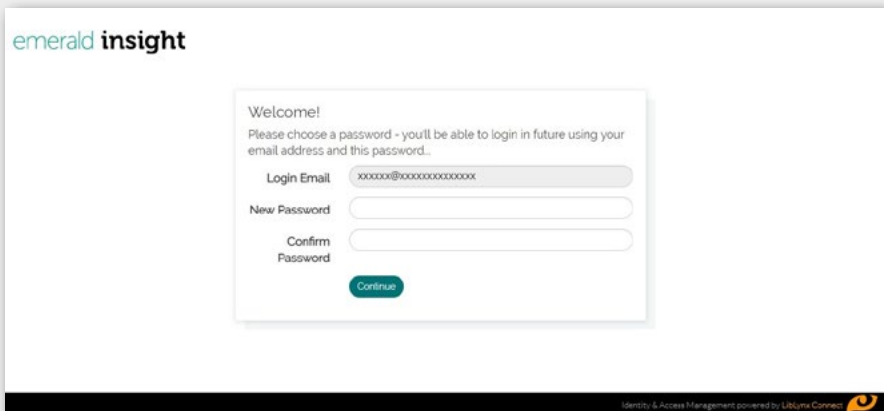 emerald insight
Welcome!
Please choose a password - you'll be able to login in future using your
email address and this password...
Login Email
xxxxxx@xxxxxxxxxxxxxx
New Password
Confirm
Password
Continue
Identity & Access Management powered by LibLynx Connect